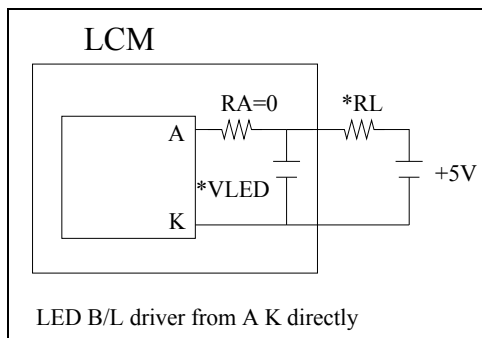 LCM
RA=0
*RL
A
*VLED
+5V
K
LED B/L driver from A K directly